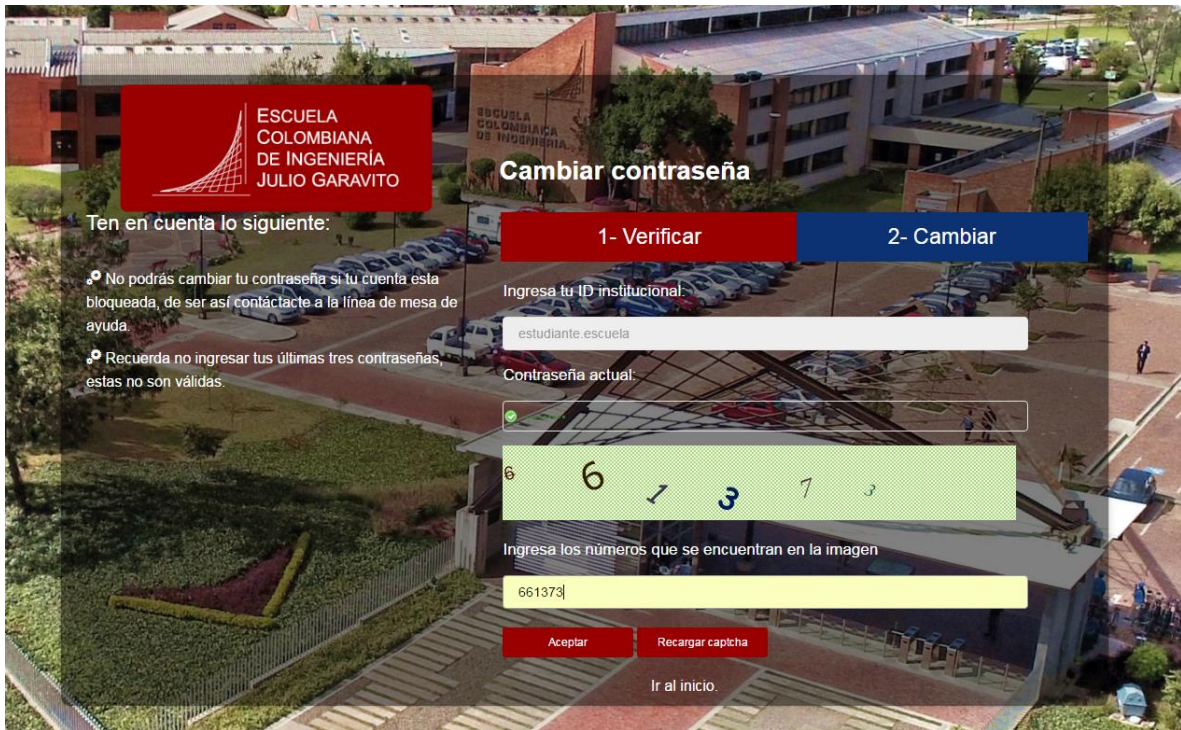 ESCUELA
COLOMBIANA
DE INGENIERÍA
JULIO GARAVITO
Ten en cuenta lo siguiente:
No podrás cambiar tu contraseña si tu cuenta esta
bloqueada, de ser así contáctacte a la línea de mesa de
ayuda.
Recuerda no ingresar tus últimas tres contraseñas,
estas no son válidas.
ESCUELA
COLOMBIANA
DE INGENIERIA
Cambiar contraseña
1- Verificar
2- Cambiar
Ingresa tu ID institucional:
estudiante.escuela
Contraseña actual:
6 6 1 3 7 3
Ingresa los números que se encuentran en la imagen
661373
Aceptar
Recargar captcha
Ir al inicio.